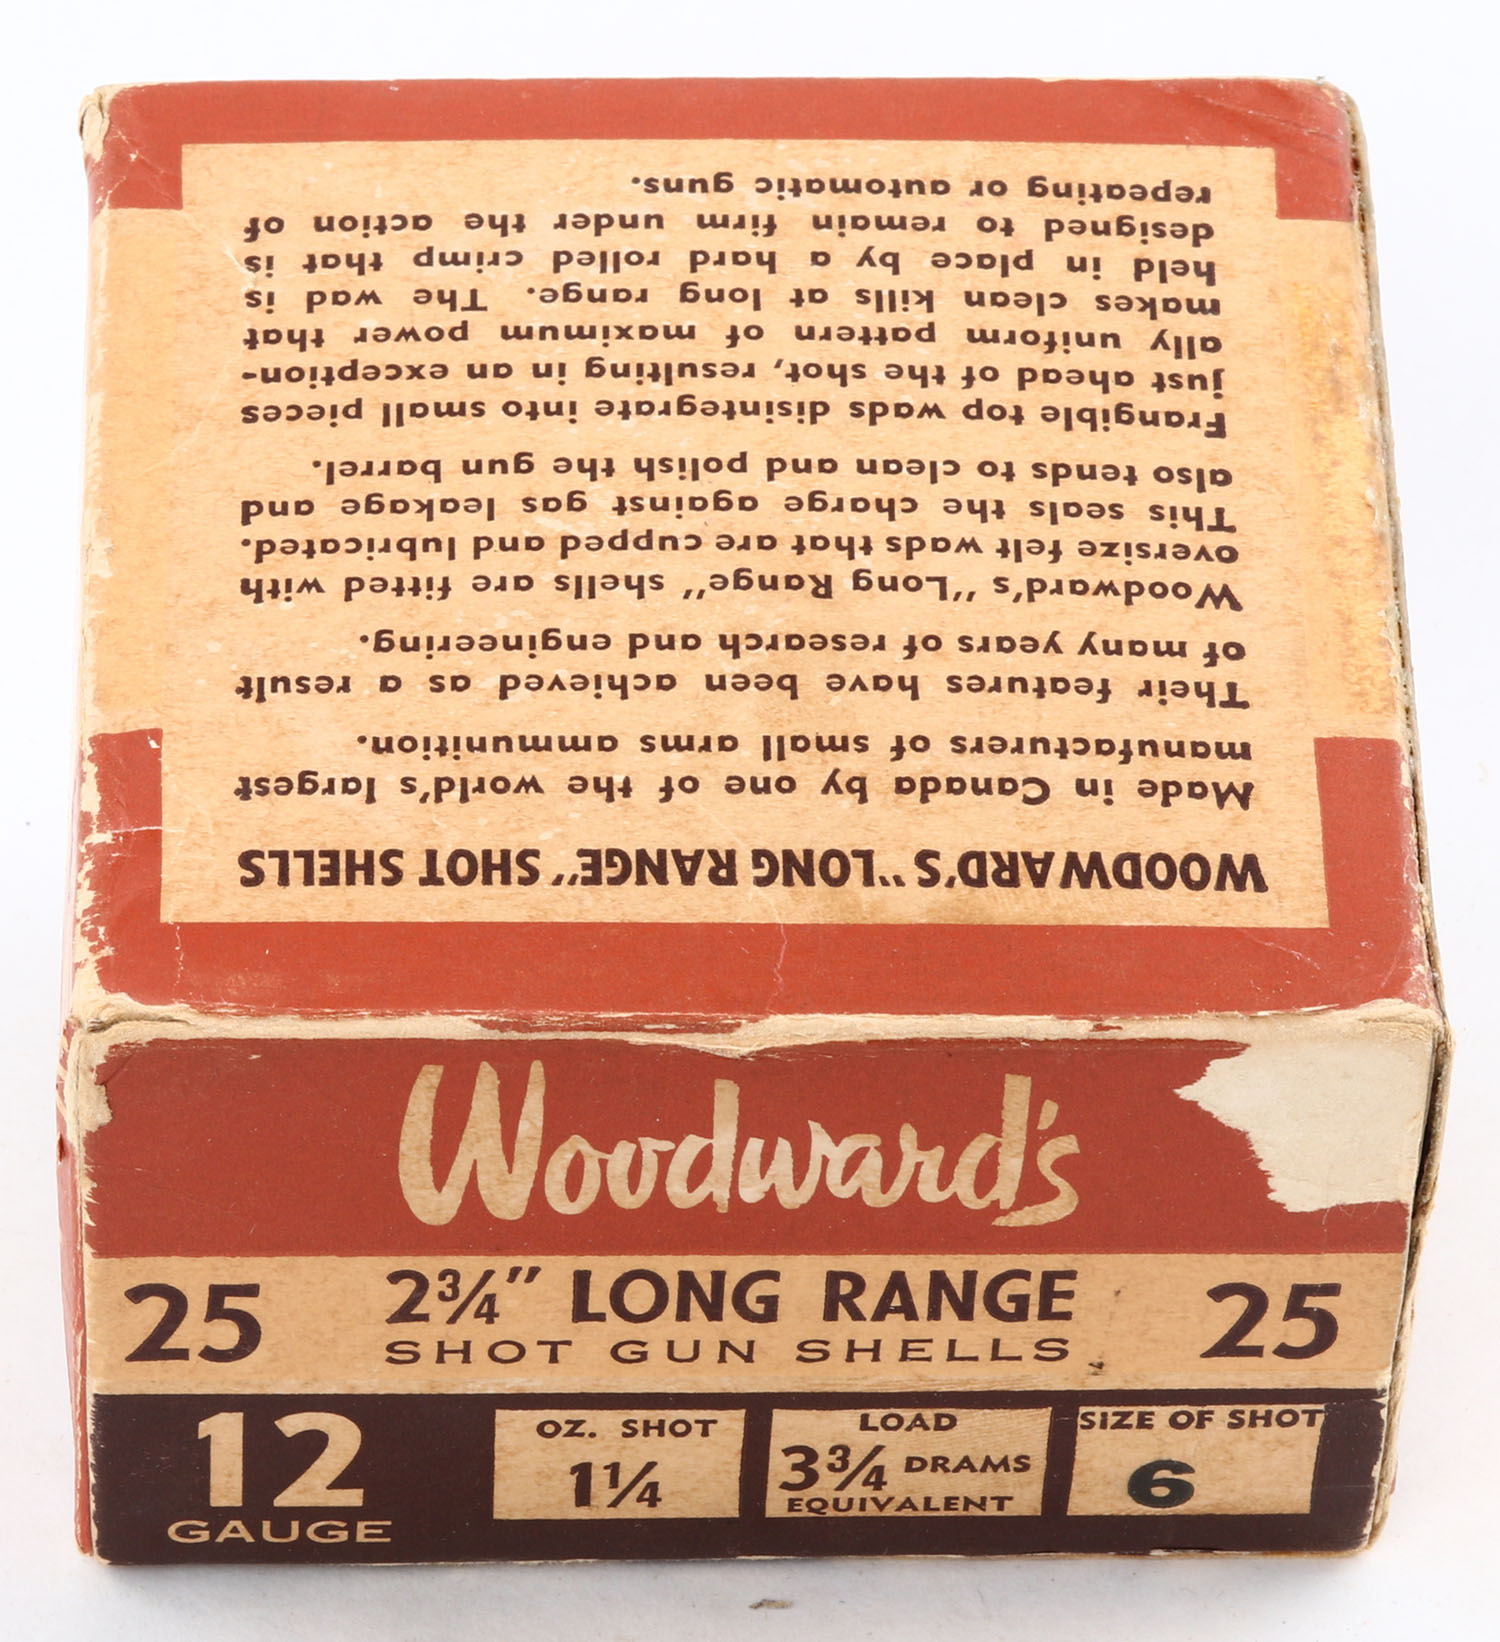 WOODWARD'S "LONG RANGE" SHOT SHELLS
Made in Canada by one of the world's largest
manufacturers of small arms ammunition.
Their features have been achieved as a result
of many years of research and engineering.
Woodward's "Long Range" shells are fitted with
oversize felt wads that are cupped and lubricated.
This seals the charge against gas leakage and
also tends to clean and polish the gun barrel.
Frangible top wads disintegrate into small pieces
just ahead of the shot, resulting in an exception-
ally uniform pattern of maximum power that
makes clean kills at long range. The wad is
held in place by a hard rolled crimp that is
designed to remain firm under the action of
repeating or automatic guns.
Woodward's
25 2¾" LONG RANGE 25
SHOT GUN SHELLS
12
GAUGE
OZ. SHOT
1¼
LOAD
3¾ DRAMS
EQUIVALENT
SIZE OF SHOT
6